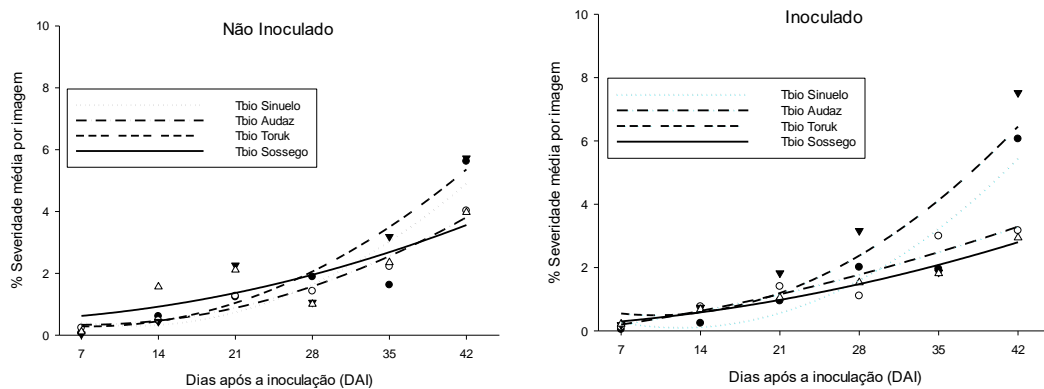 Não Inoculado
% Severidade média por imagem
10
8
6
4
2
0
Tbio Sinuelo
Tbio Audaz
Tbio Toruk
Tbio Sossego
7 14 21 28 35 42
Dias após a inoculação (DAI)
Inoculado
% Severidade média por imagem
10
8
6
4
2
0
Tbio Sinuelo
Tbio Audaz
Tbio Toruk
Tbio Sossego
7 14 21 28 35 42
Dias após a inoculação (DAI)